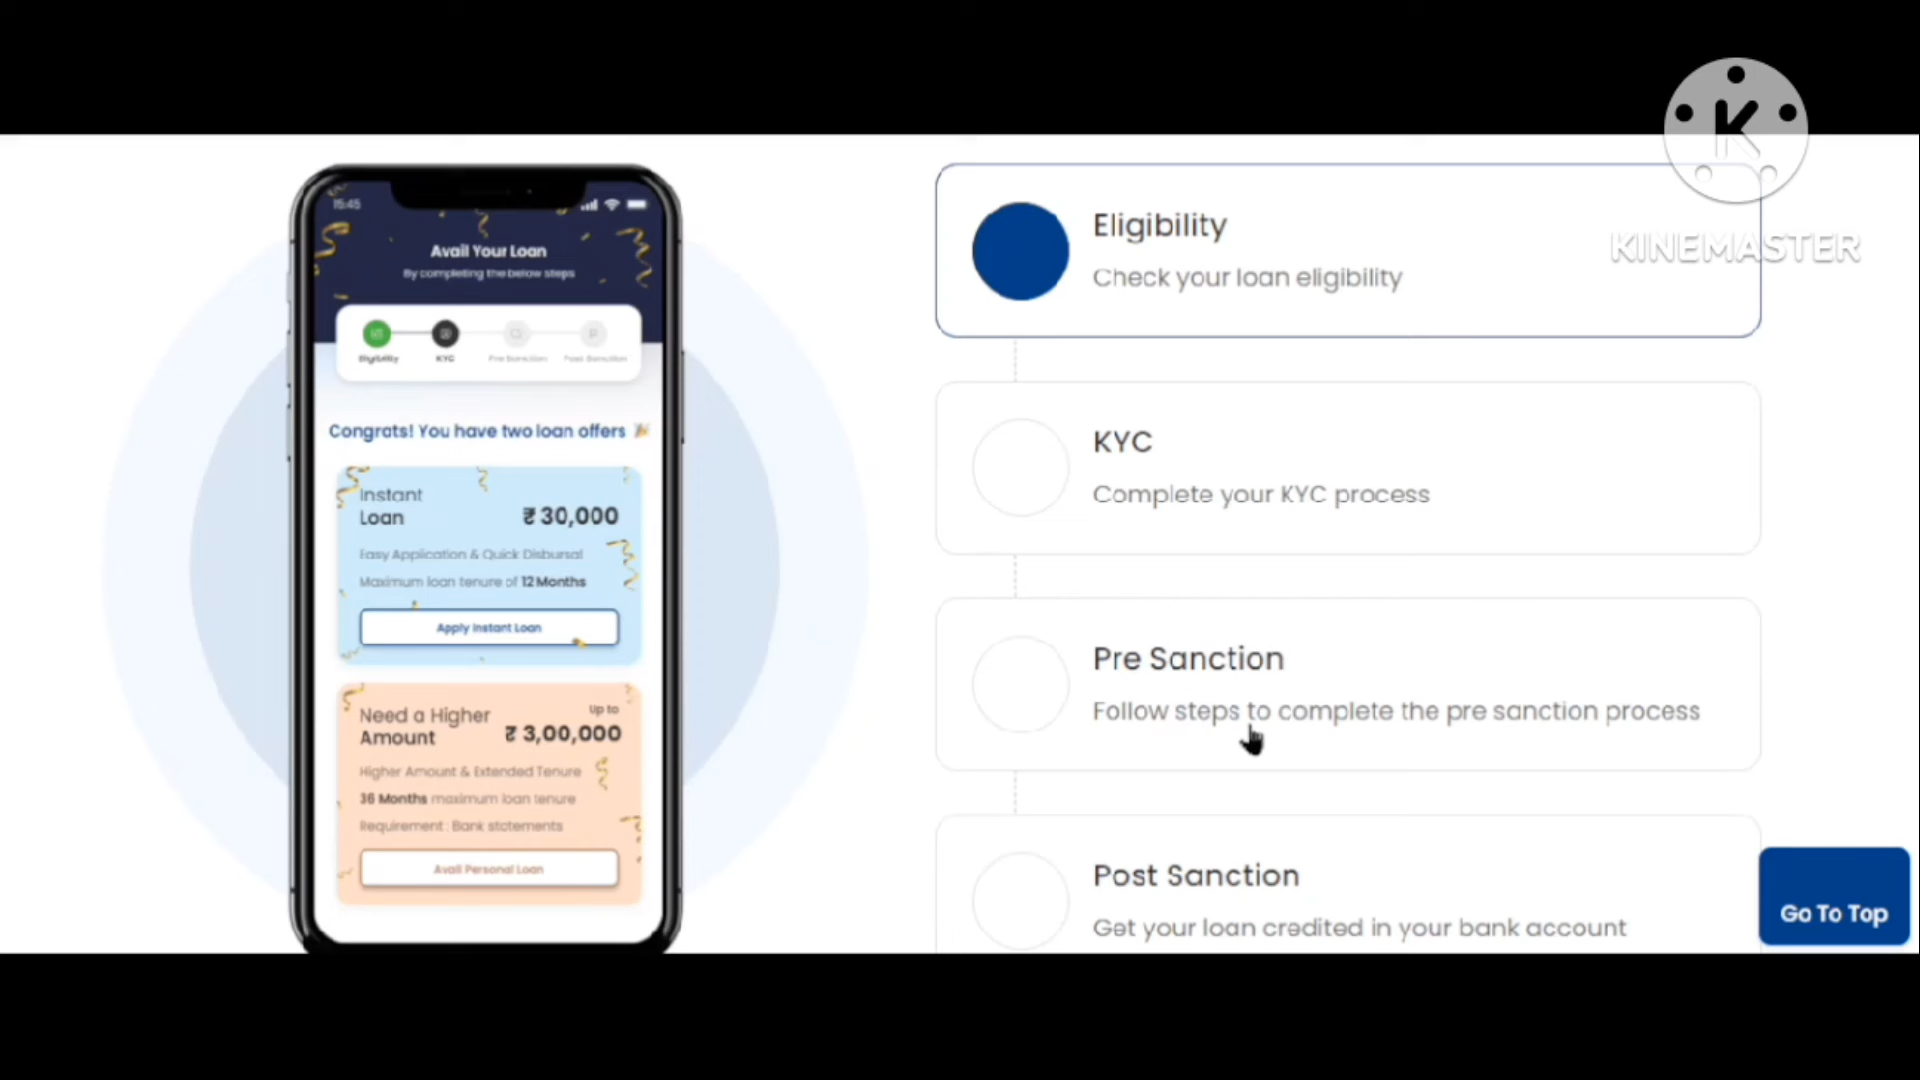 KINEMASTER
15:45
Avail Your Loan
By completing the below steps
Eligibility
KYC
Pre Sanction
Post Sanction
Congrats! You have two loan offers
Instant
Loan
₹ 30,000
Easy Application & Quick Disbursal
Maximum loan tenure of 12 Months
Apply Instant Loan
Need a Higher
Amount
Up to
₹ 3,00,000
Higher Amount & Extended Tenure
36 Months maximum loan tenure
Requirement : Bank statements
Avail Personal Loan
Eligibility
Check your loan eligibility
KYC
Complete your KYC process
Pre Sanction
Follow steps to complete the pre sanction process
Post Sanction
Get your loan credited in your bank account
Go To Top